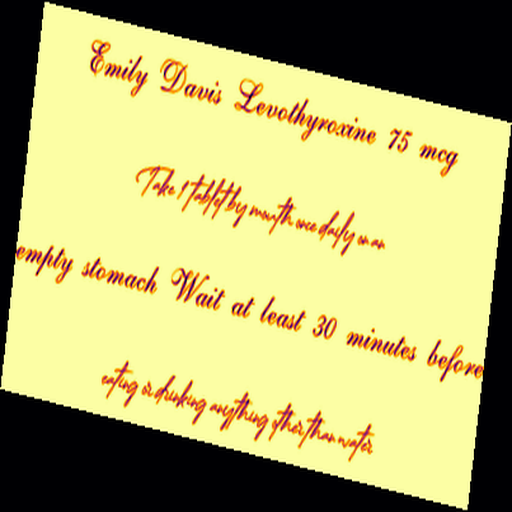 Emily Davis Levothyroxine 75 mcg
Take 1 tablet by mouth once daily on an
empty stomach Wait at least 30 minutes before
eating or drinking anything other than water